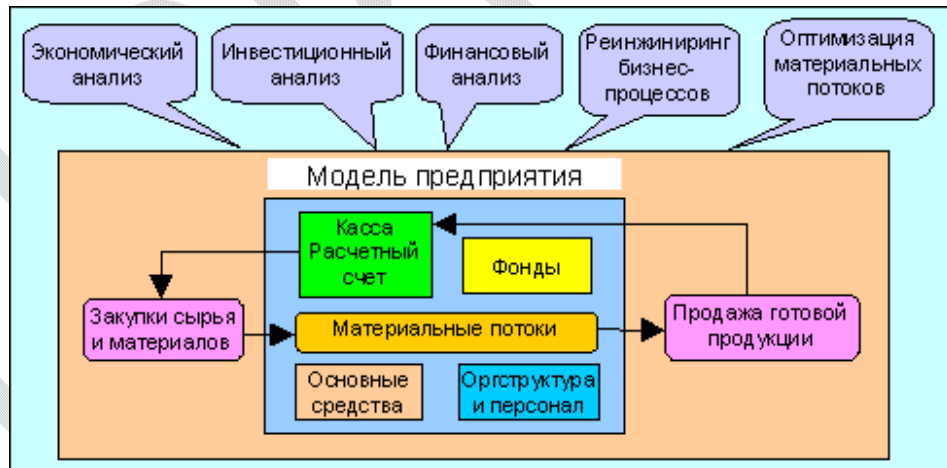 Экономический
анализ
Инвестиционный
анализ
Финансовый
анализ
Реинжиниринг
бизнес-
процессов
Оптимизация
материальных
потоков
Модель предприятия
Касса
Расчетный
счет
Фонды
Закупки сырья
и материалов
Материальные потоки
Продажа готовой
продукции
Основные
средства
Оргструктура
и персонал